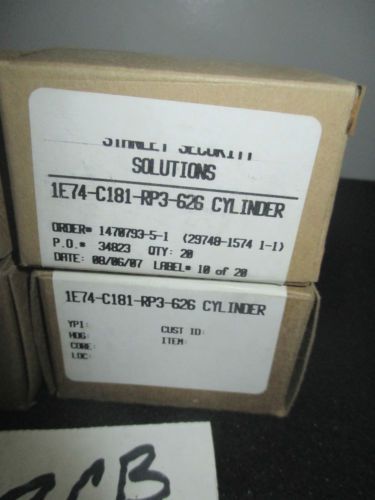 STANLEY SECURITY
SOLUTIONS
1E74-C181-RP3-626 CYLINDER
ORDER# 1470793-5-1 (29748-1574 1-1)
P.O.# 34823 QTY: 20
DATE: 08/06/07 LABEL# 10 of 20
1E74-C181-RP3-626 CYLINDER
YPI: CUST ID:
HDG: ITEM:
CORE:
LOC: